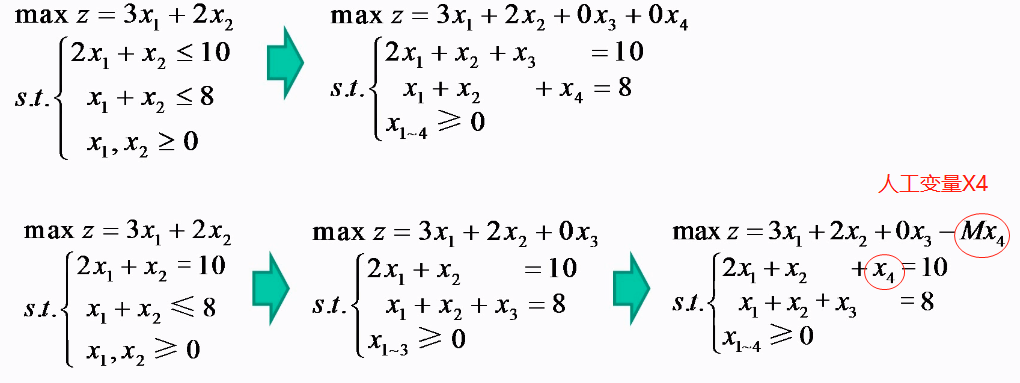 max z = 3x₁ + 2x₂
s.t. { 2x₁ + x₂ ≤ 10
x₁ + x₂ ≤ 8
x₁, x₂ ≥ 0
max z = 3x₁ + 2x₂ + 0x₃ + 0x₄
s.t. { 2x₁ + x₂ + x₃ = 10
x₁ + x₂ + x₄ = 8
x₁~₄ ≥ 0
人工变量X4
max z = 3x₁ + 2x₂
s.t. { 2x₁ + x₂ = 10
x₁ + x₂ ≤ 8
x₁, x₂ ≥ 0
max z = 3x₁ + 2x₂ + 0x₃
s.t. { 2x₁ + x₂ = 10
x₁ + x₂ + x₃ = 8
x₁~₃ ≥ 0
max z = 3x₁ + 2x₂ + 0x₃ − Mx₄
s.t. { 2x₁ + x₂ + x₄ = 10
x₁ + x₂ + x₃ = 8
x₁~₄ ≥ 0